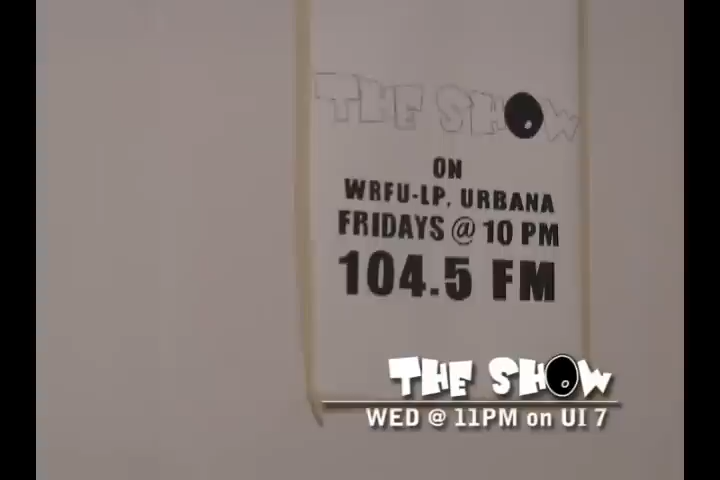 THE SHOW
ON
WRFU-LP, URBANA
FRIDAYS @ 10 PM
104.5 FM
THE SHOW
WED @ 11PM on UI 7